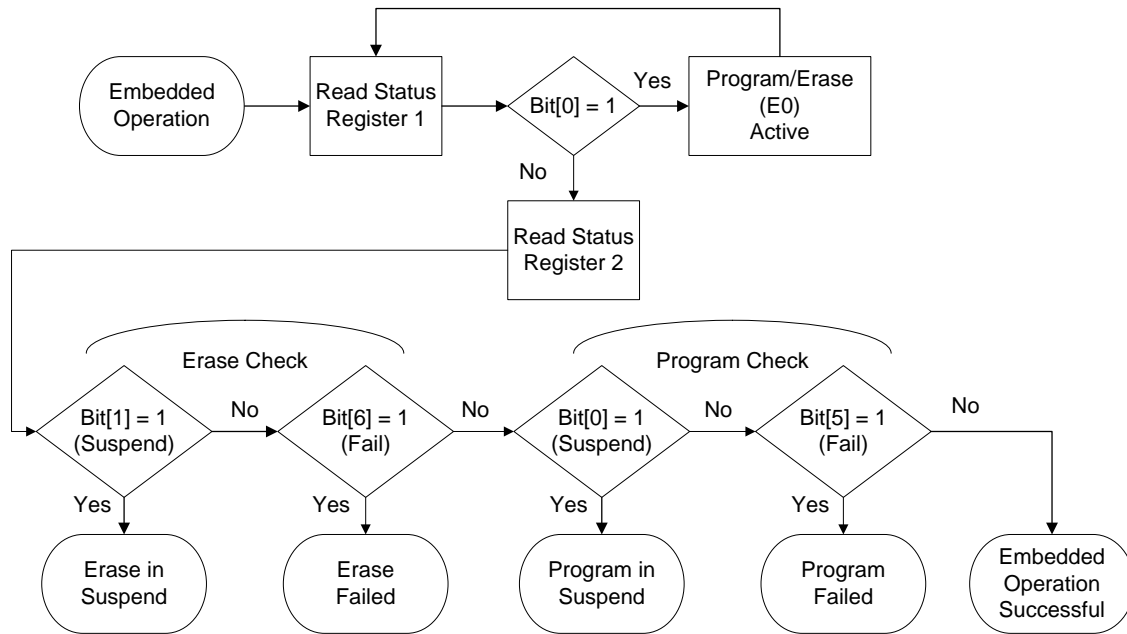 Embedded
Operation
Read Status
Register 1
Bit[0] = 1
Yes
Program/Erase
(E0)
Active
No
Read Status
Register 2
Erase Check
Program Check
Bit[1] = 1
(Suspend)
No
Bit[6] = 1
(Fail)
No
Bit[0] = 1
(Suspend)
No
Bit[5] = 1
(Fail)
No
Yes
Yes
Yes
Yes
Erase in
Suspend
Erase
Failed
Program in
Suspend
Program
Failed
Embedded
Operation
Successful